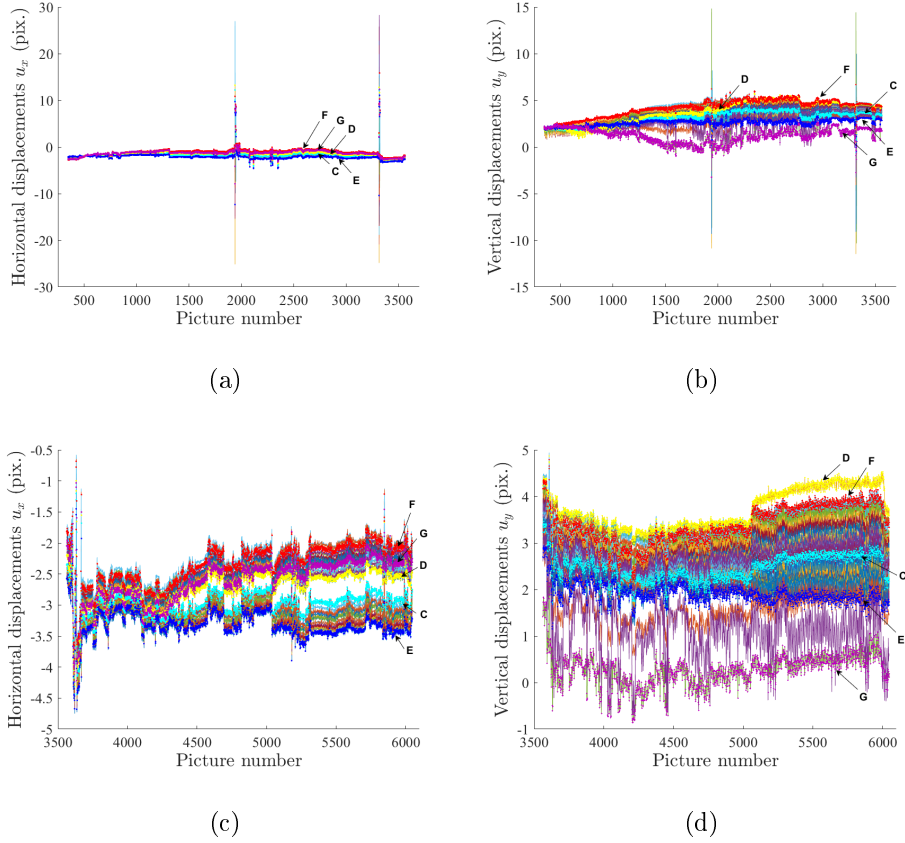 Horizontal displacements u_x (pix.)
30
20
10
0
-10
-20
-30
F
G
D
C
E
500 1000 1500 2000 2500 3000 3500
Picture number
(a)
Vertical displacements u_y (pix.)
15
10
5
0
-5
-10
-15
D
F
C
E
G
500 1000 1500 2000 2500 3000 3500
Picture number
(b)
Horizontal displacements u_x (pix.)
-0.5
-1
-1.5
-2
-2.5
-3
-3.5
-4
-4.5
-5
F
G
D
C
E
3500 4000 4500 5000 5500 6000
Picture number
(c)
Vertical displacements u_y (pix.)
5
4
3
2
1
0
-1
D
F
C
E
G
3500 4000 4500 5000 5500 6000
Picture number
(d)